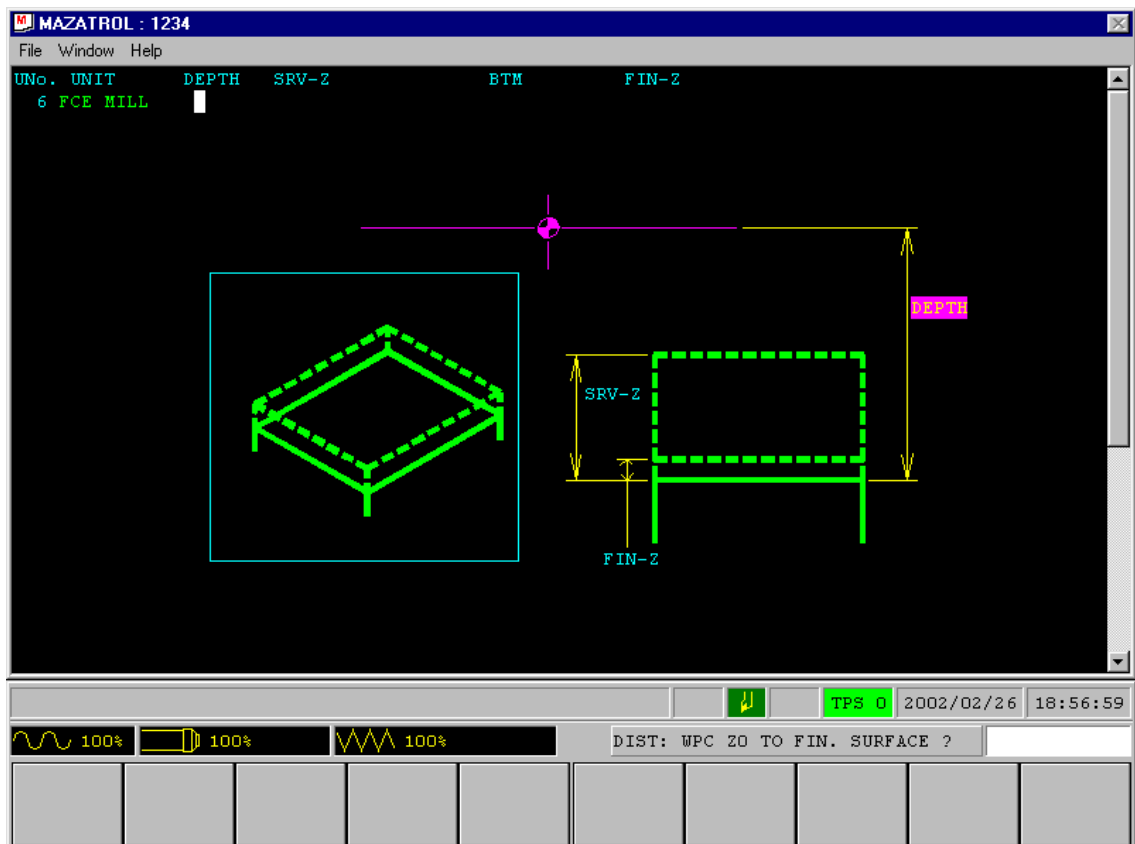 MAZATROL : 1234
File Window Help
UNo. UNIT DEPTH SRV-Z BTM FIN-Z
6 FCE MILL
DEPTH
SRV-Z
FIN-Z
TPS 0 2002/02/26 18:56:59
100% 100% 100% DIST: WPC Z0 TO FIN. SURFACE ?